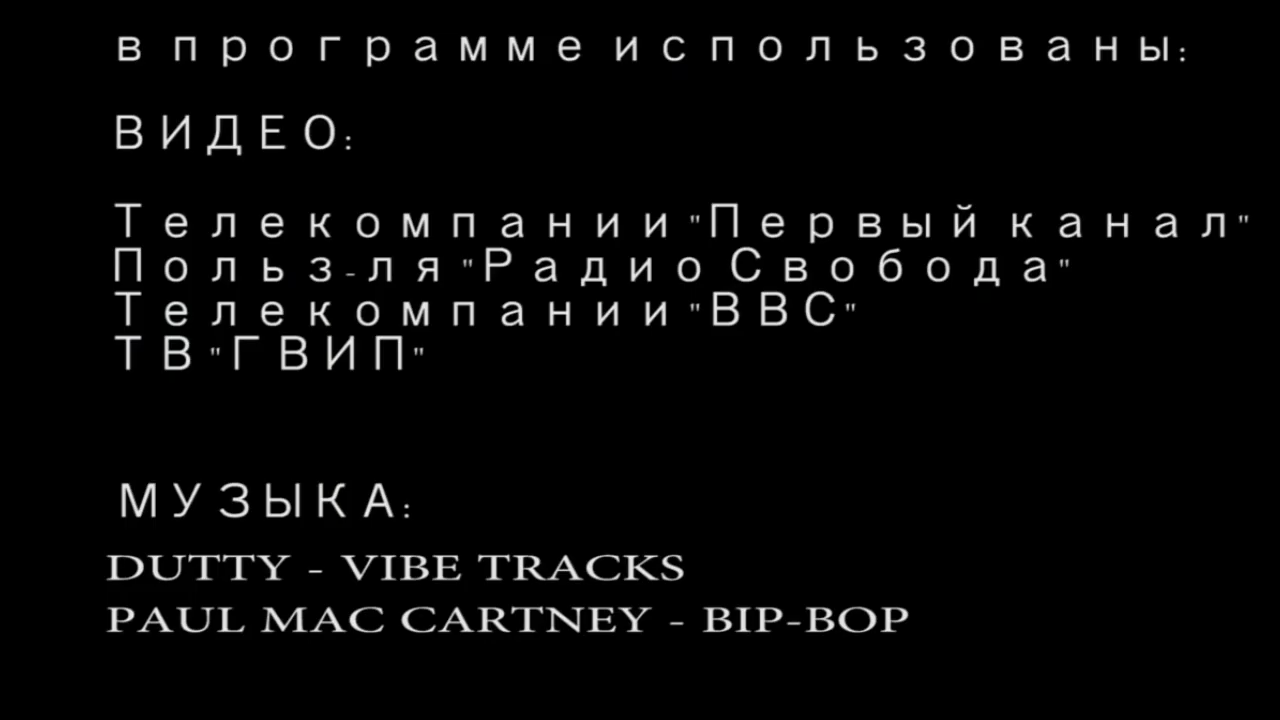 в программе использованы:
ВИДЕО:
Телекомпании "Первый канал"
Польз-ля "Радио Свобода"
Телекомпании "ВВС"
ТВ "ГВИП"
МУЗЫКА:
DUTTY - VIBE TRACKS
PAUL MAC CARTNEY - BIP-BOP